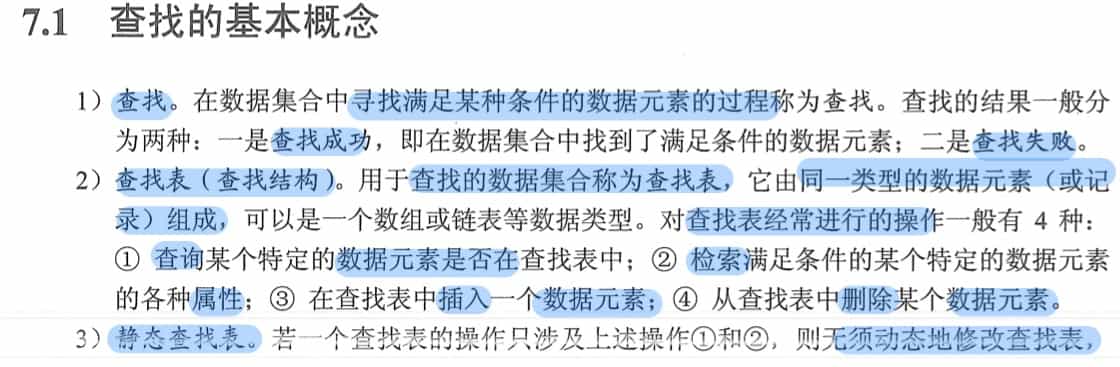 7.1 查找的基本概念
1）查找。在数据集合中寻找满足某种条件的数据元素的过程称为查找。查找的结果一般分
为两种：一是查找成功，即在数据集合中找到了满足条件的数据元素；二是查找失败。
2）查找表（查找结构）。用于查找的数据集合称为查找表，它由同一类型的数据元素（或记
录）组成，可以是一个数组或链表等数据类型。对查找表经常进行的操作一般有 4 种：
① 查询某个特定的数据元素是否在查找表中；② 检索满足条件的某个特定的数据元素
的各种属性；③ 在查找表中插入一个数据元素；④ 从查找表中删除某个数据元素。
3）静态查找表。若一个查找表的操作只涉及上述操作①和②，则无须动态地修改查找表，